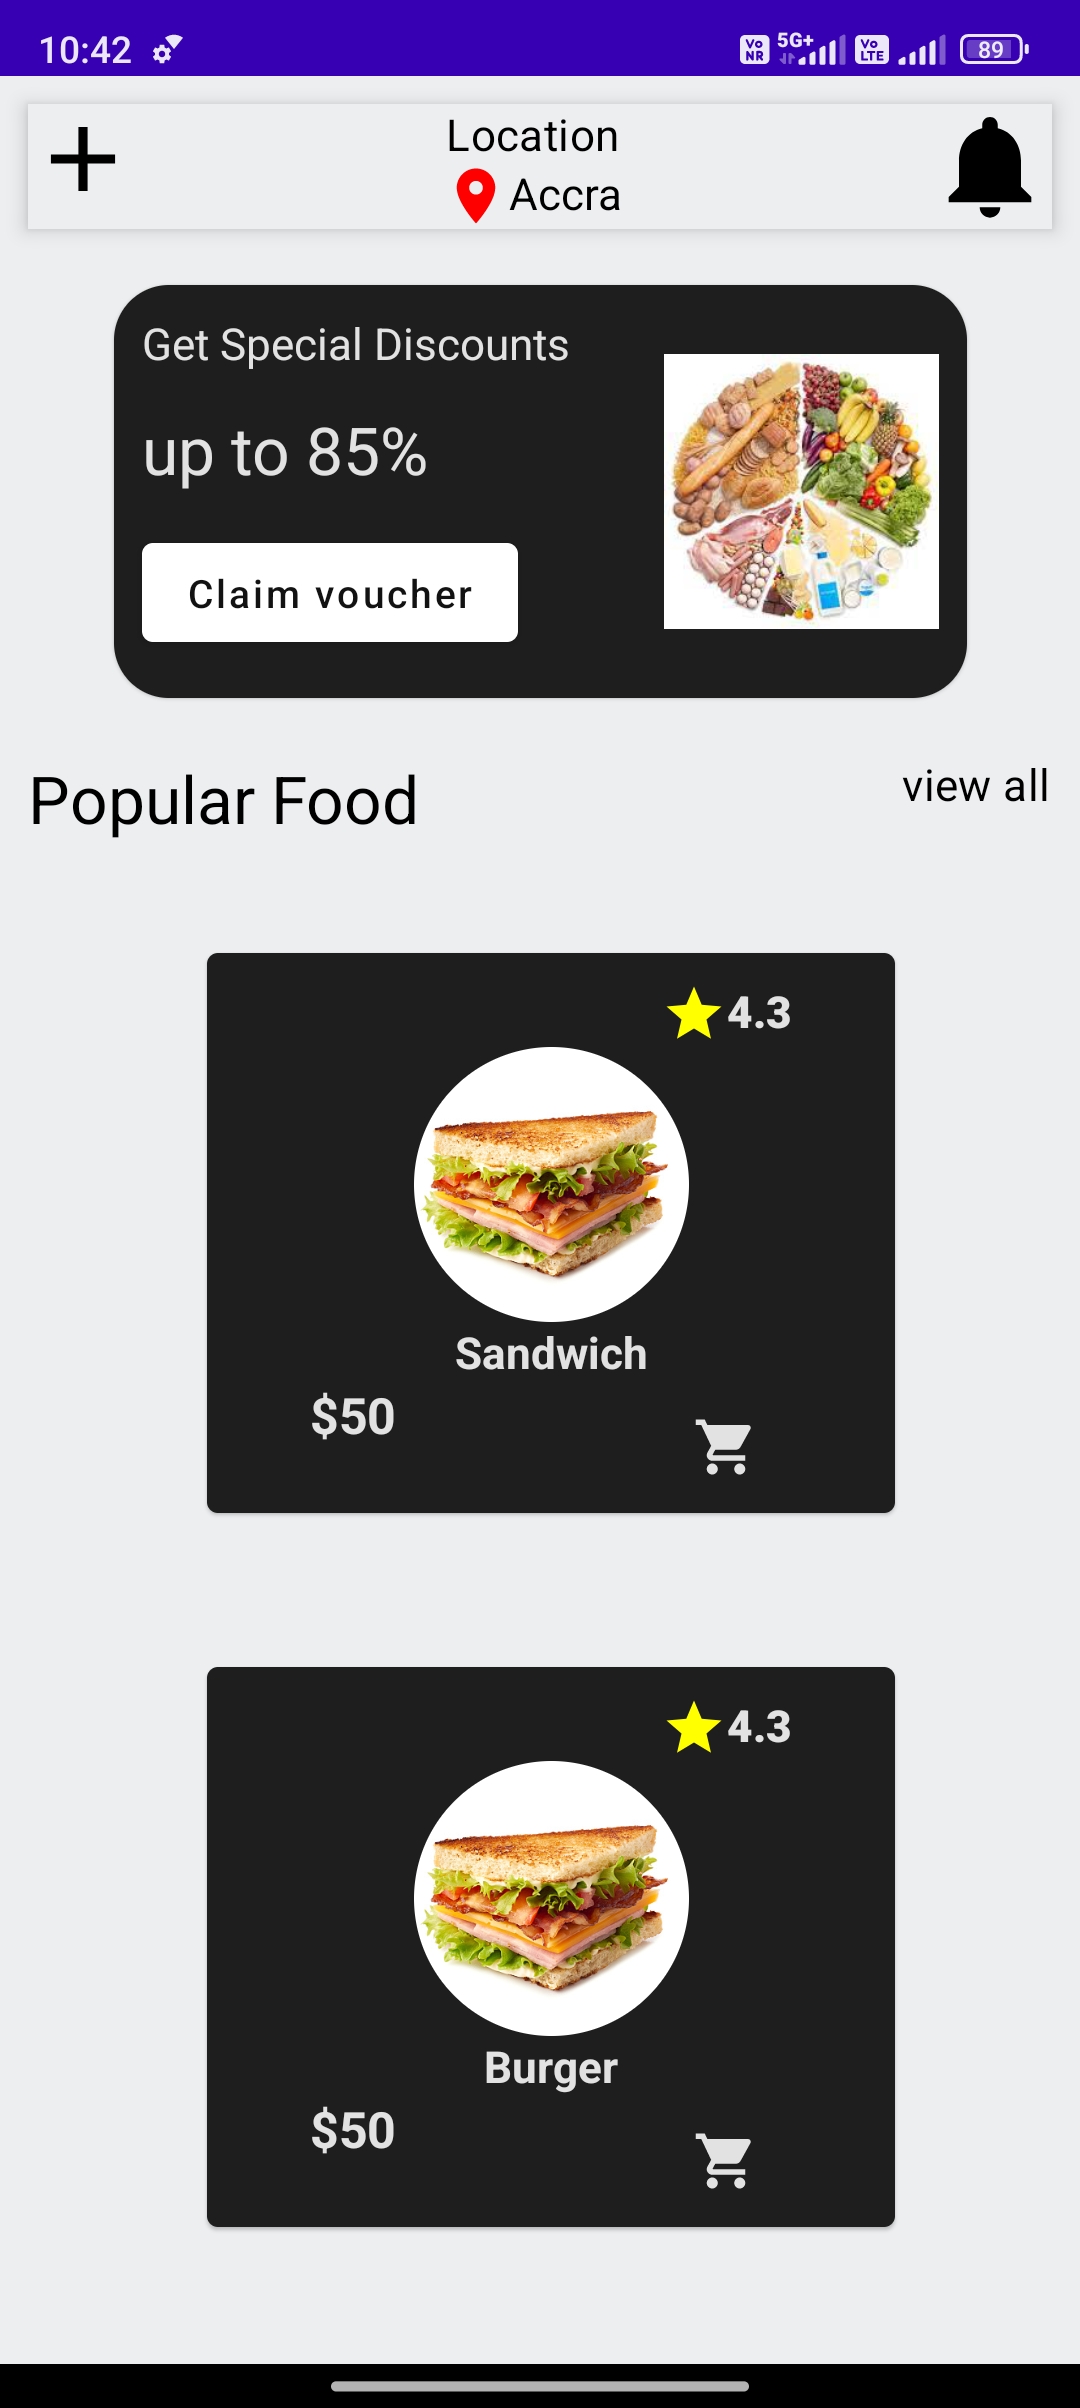 10:42 Vo NR 5G+ Vo LTE 89
Location
Accra
Get Special Discounts
up to 85%
Claim voucher
Popular Food
view all
4.3
Sandwich
$50
4.3
Burger
$50